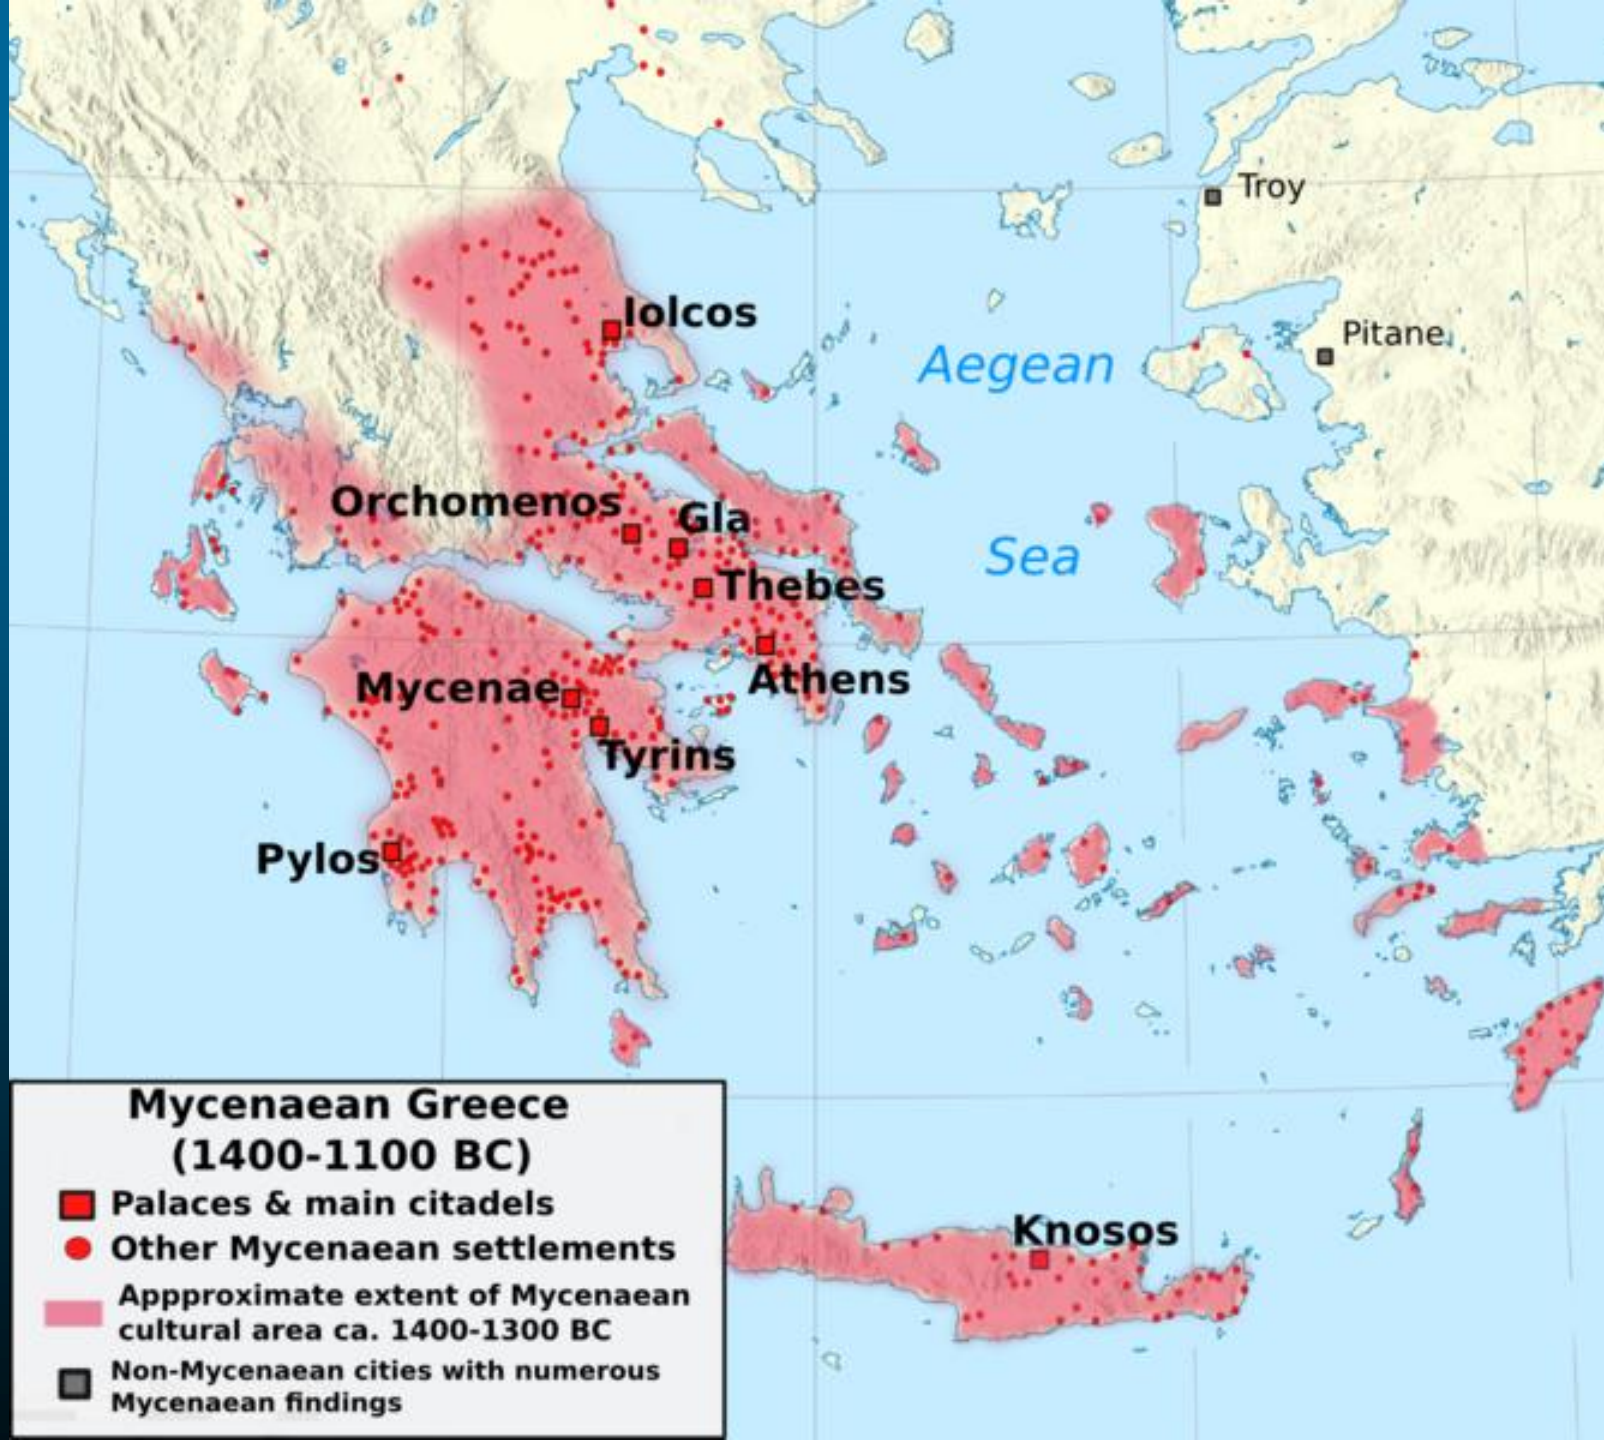 Troy
Iolcos
Pitane
Aegean
Orchomenos
Gla
Sea
Thebes
Athens
Mycenae
Tyrins
Pylos
Knosos
Mycenaean Greece
(1400-1100 BC)
Palaces & main citadels
Other Mycenaean settlements
Appproximate extent of Mycenaean
cultural area ca. 1400-1300 BC
Non-Mycenaean cities with numerous
Mycenaean findings